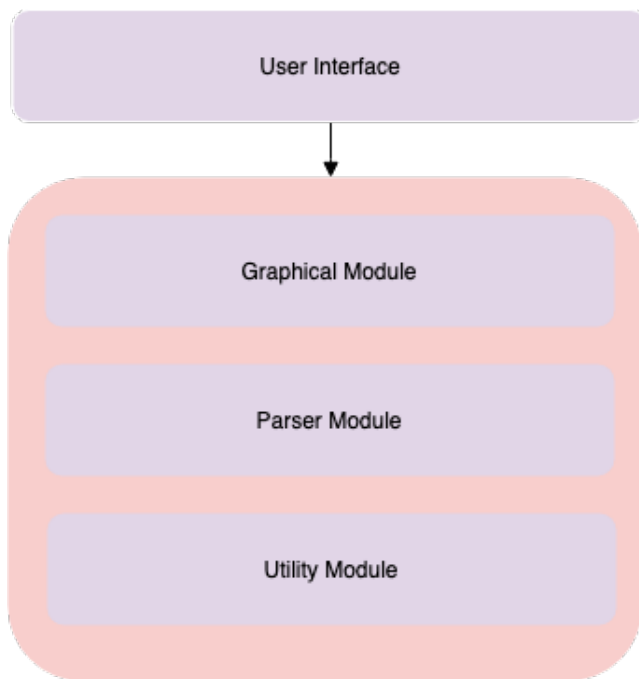 User Interface
Graphical Module
Parser Module
Utility Module